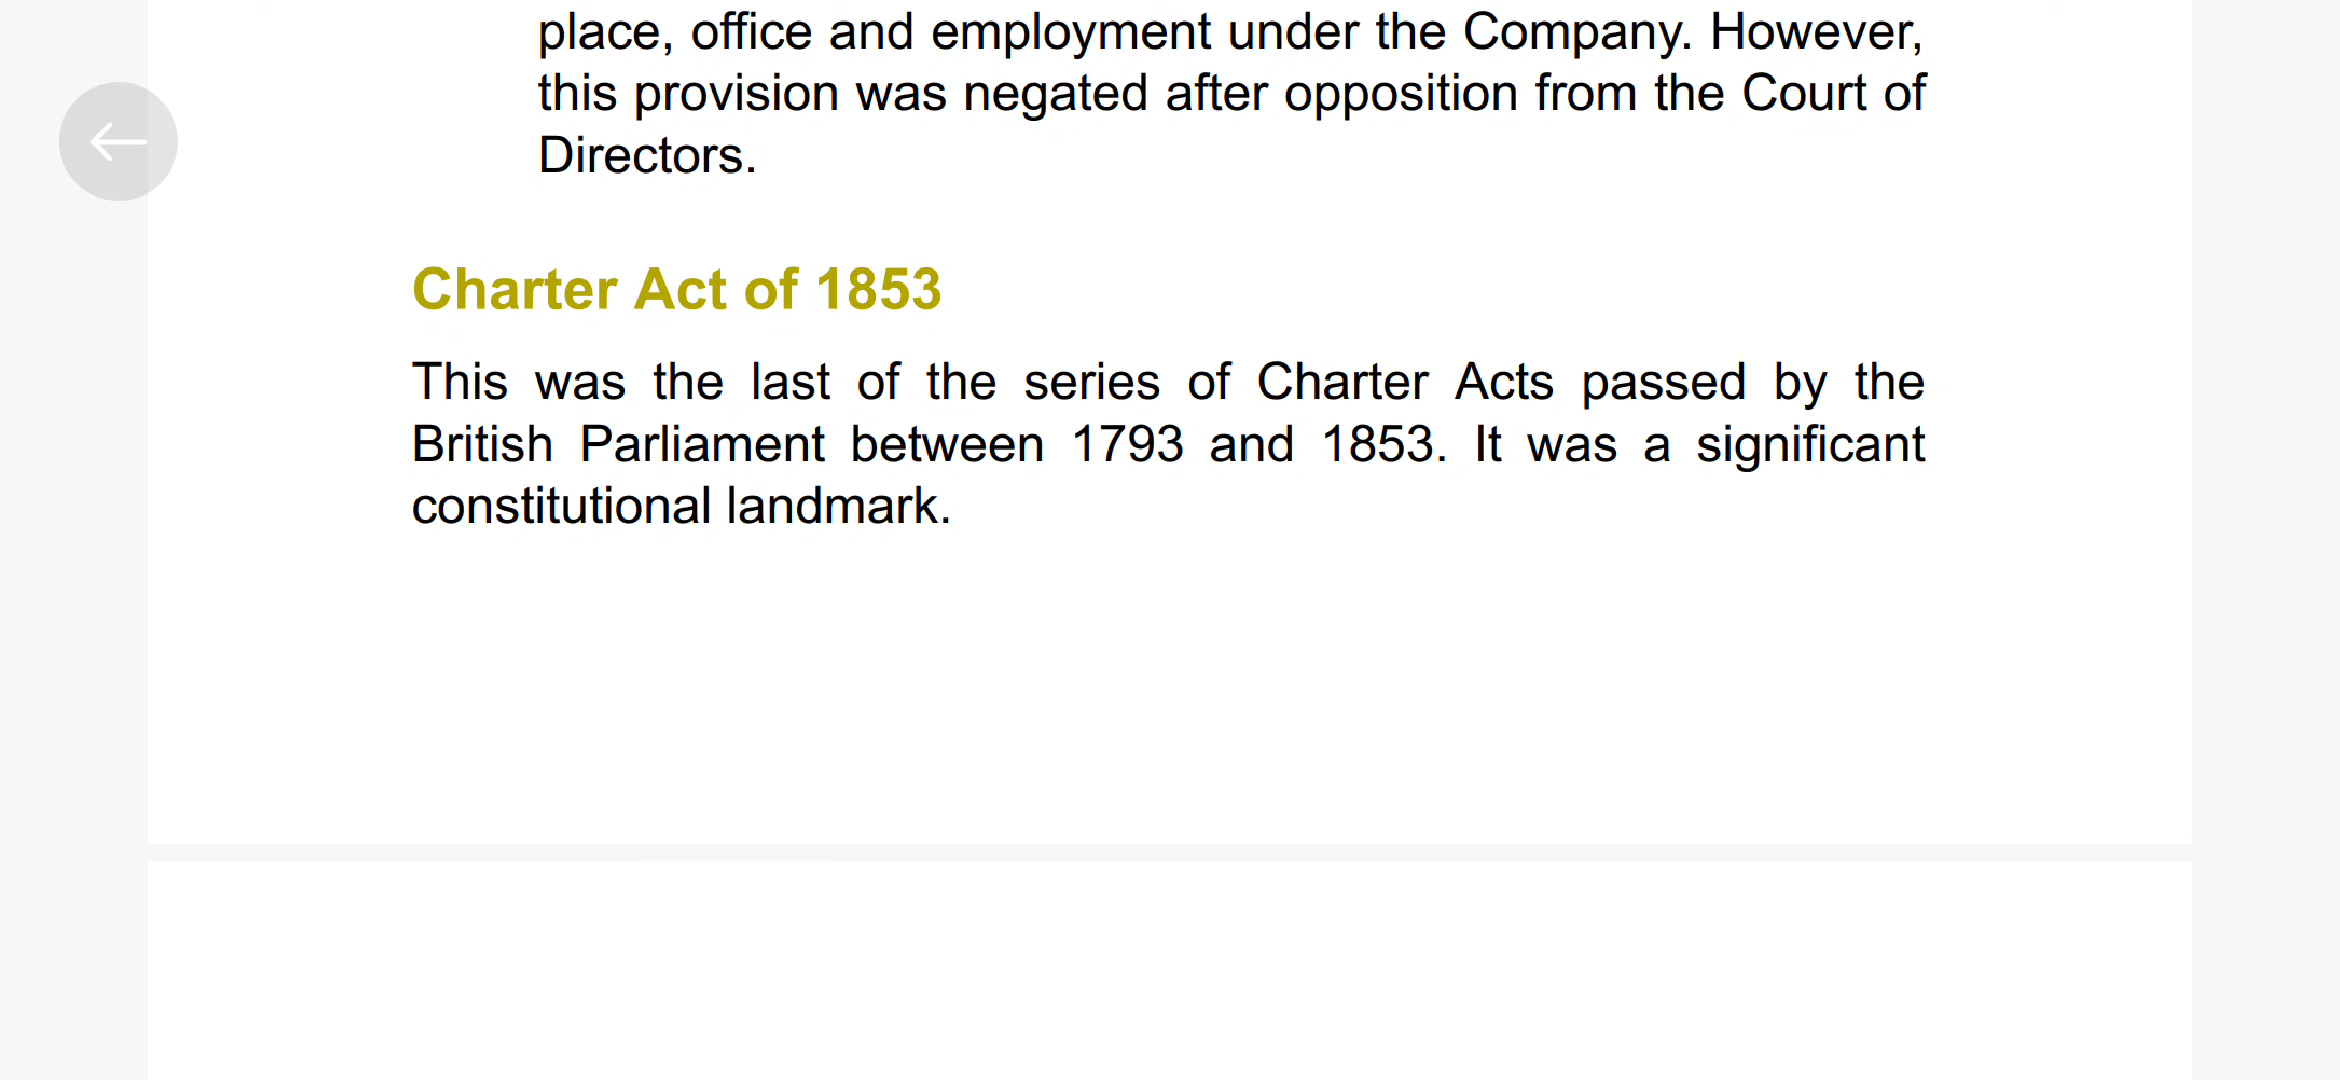 place, office and employment under the Company. However,
this provision was negated after opposition from the Court of
Directors.
Charter Act of 1853
This was the last of the series of Charter Acts passed by the
British Parliament between 1793 and 1853. It was a significant
constitutional landmark.